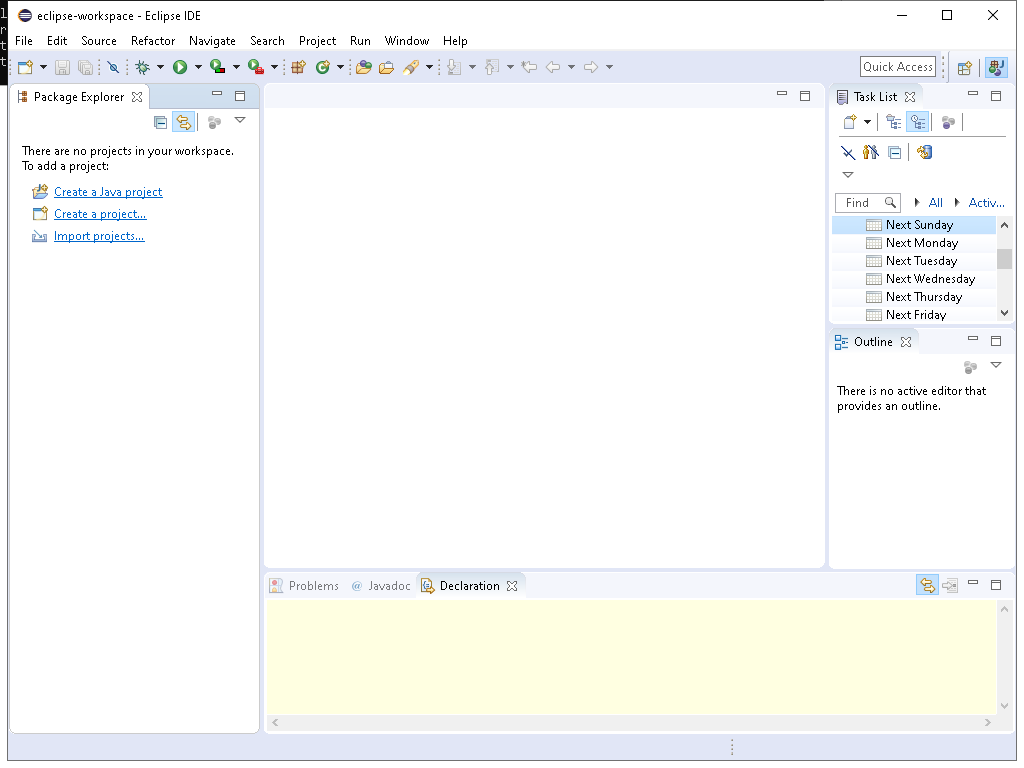 eclipse-workspace - Eclipse IDE
File Edit Source Refactor Navigate Search Project Run Window Help
Quick Access
Package Explorer
There are no projects in your workspace.
To add a project:
Create a Java project
Create a project...
Import projects...
Task List
Find All Activ...
Next Sunday
Next Monday
Next Tuesday
Next Wednesday
Next Thursday
Next Friday
Outline
There is no active editor that
provides an outline.
Problems @ Javadoc Declaration